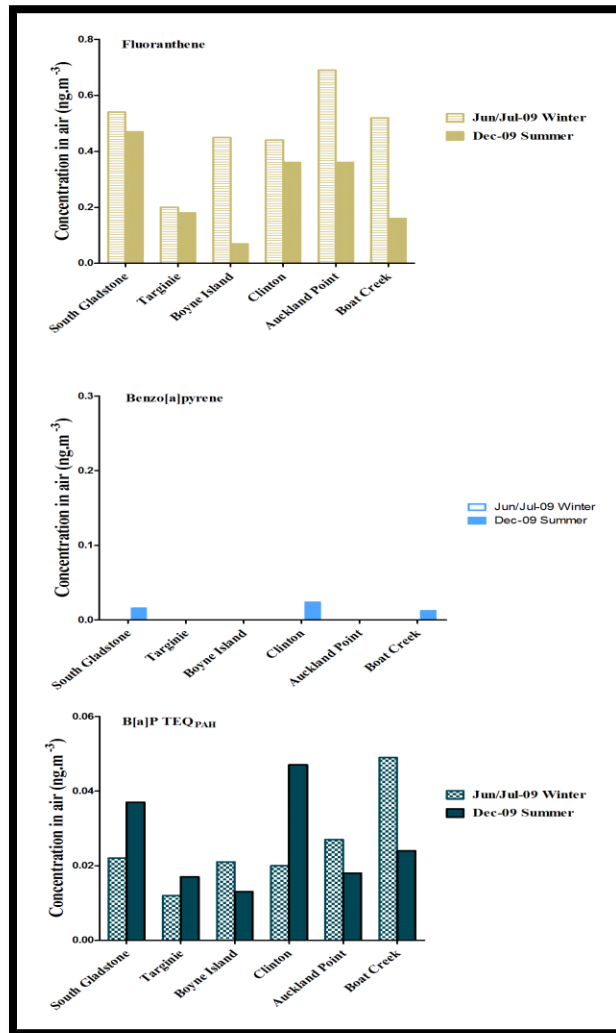 Fluoranthene
Concentration in air (ng.m-3)
0.8
0.6
0.4
0.2
0.0
South Gladstone
Targinie
Boyne Island
Clinton
Auckland Point
Boat Creek
Jun/Jul-09 Winter
Dec-09 Summer
Benzo[a]pyrene
Concentration in air (ng.m-3)
0.3
0.2
0.1
0.0
South Gladstone
Targinie
Boyne Island
Clinton
Auckland Point
Boat Creek
Jun/Jul-09 Winter
Dec-09 Summer
B[a]P TEQPAH
Concentration in air (ng.m-3)
0.06
0.04
0.02
0.00
South Gladstone
Targinie
Boyne Island
Clinton
Auckland Point
Boat Creek
Jun/Jul-09 Winter
Dec-09 Summer